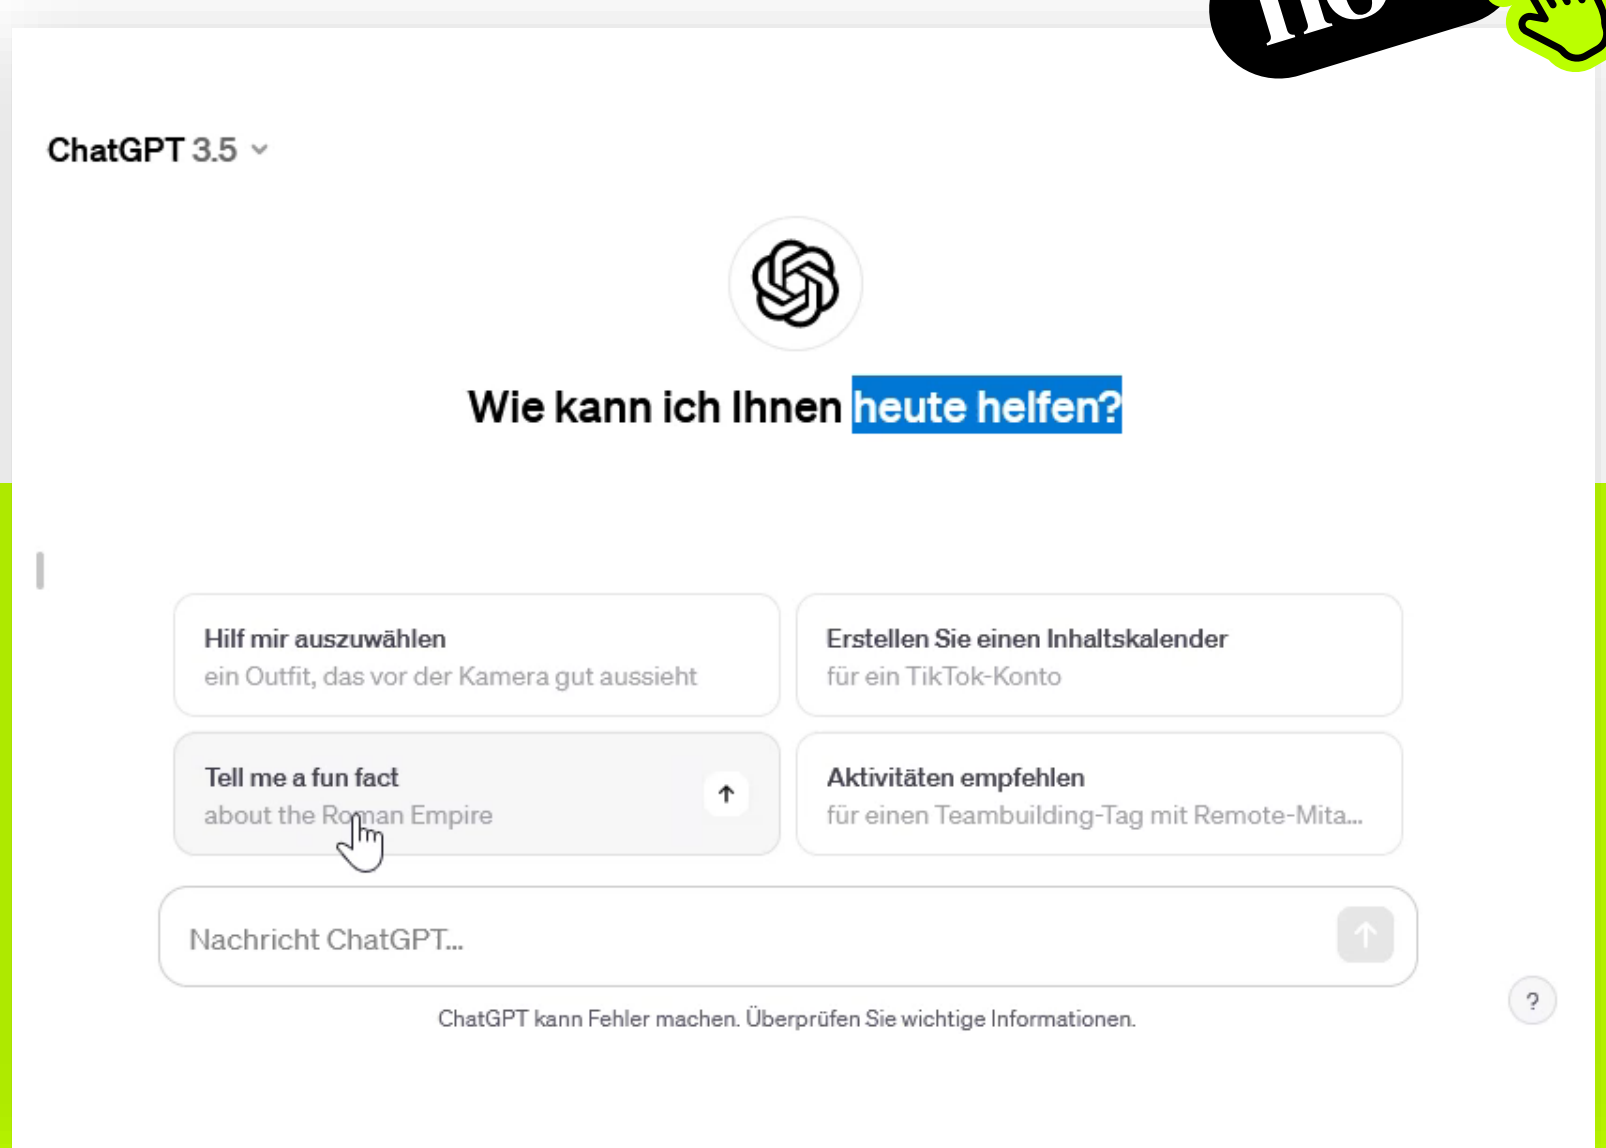 ChatGPT 3.5
Wie kann ich Ihnen heute helfen?
Hilf mir auszuwählen
ein Outfit, das vor der Kamera gut aussieht
Erstellen Sie einen Inhaltskalender
für ein TikTok-Konto
Tell me a fun fact
about the Roman Empire
Aktivitäten empfehlen
für einen Teambuilding-Tag mit Remote-Mita...
Nachricht ChatGPT...
ChatGPT kann Fehler machen. Überprüfen Sie wichtige Informationen.
?